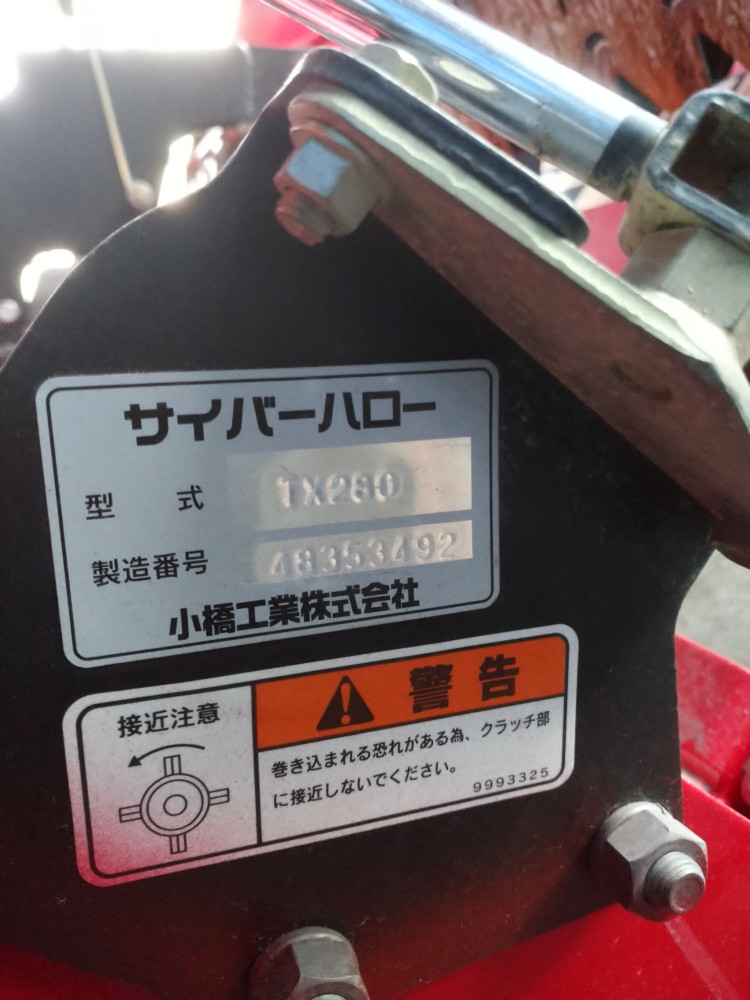 サイバーハロー
型式 TX280
製造番号 48353492
小橋工業株式会社
接近注意
警告
巻き込まれる恐れがある為、クラッチ部
に接近しないでください。
9993325